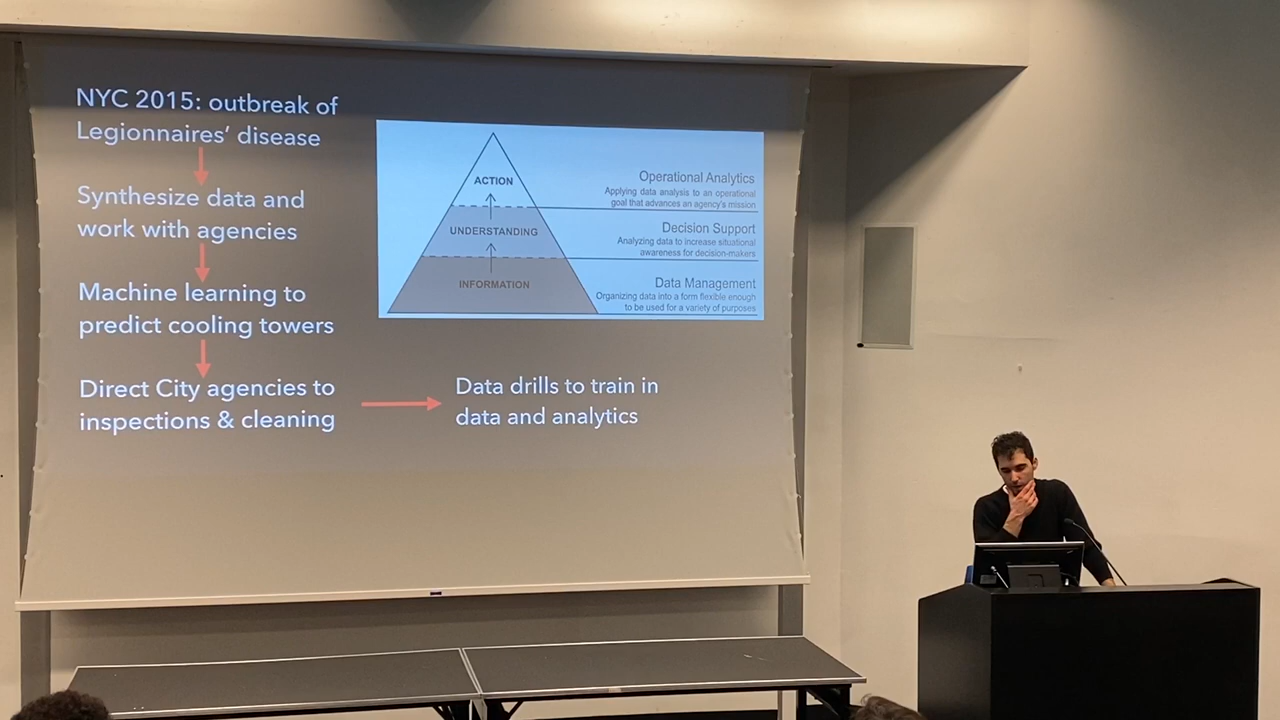 NYC 2015: outbreak of
Legionnaires' disease
Synthesize data and
work with agencies
Machine learning to
predict cooling towers
Direct City agencies to
inspections & cleaning
Data drills to train in
data and analytics
ACTION
UNDERSTANDING
INFORMATION
Operational Analytics
Applying data analysis to an operational
goal that advances an agency's mission
Decision Support
Analyzing data to increase situational
awareness for decision-makers
Data Management
Organizing data into a form flexible enough
to be used for a variety of purposes